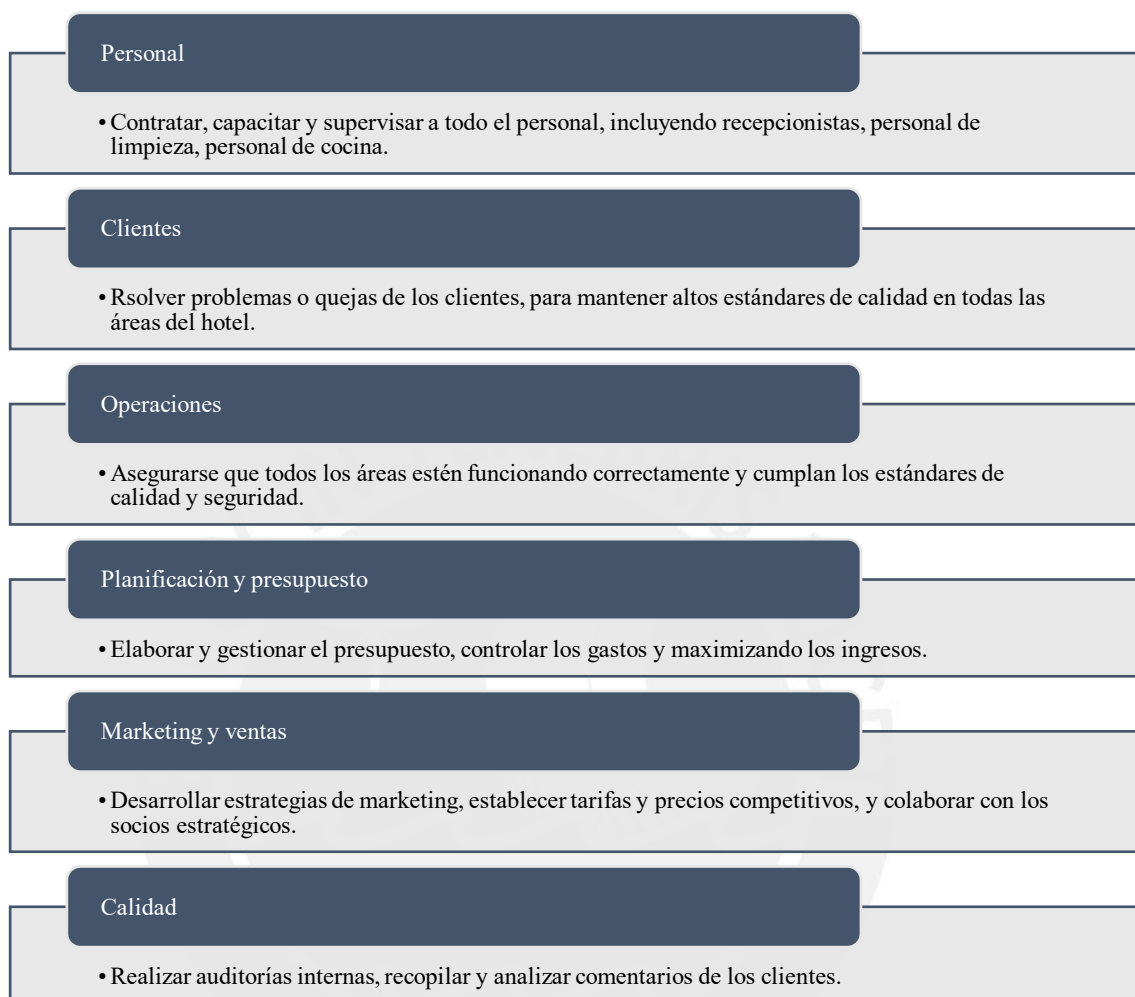 Personal
• Contratar, capacitar y supervisar a todo el personal, incluyendo recepcionistas, personal de
limpieza, personal de cocina.
Clientes
• Rsolver problemas o quejas de los clientes, para mantener altos estándares de calidad en todas las
áreas del hotel.
Operaciones
• Asegurarse que todos los áreas estén funcionando correctamente y cumplan los estándares de
calidad y seguridad.
Planificación y presupuesto
• Elaborar y gestionar el presupuesto, controlar los gastos y maximizando los ingresos.
Marketing y ventas
• Desarrollar estrategias de marketing, establecer tarifas y precios competitivos, y colaborar con los
socios estratégicos.
Calidad
• Realizar auditorías internas, recopilar y analizar comentarios de los clientes.